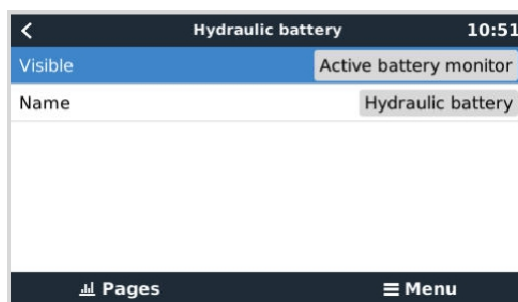 Hydraulic battery 10:51
Visible Active battery monitor
Name Hydraulic battery
Pages Menu